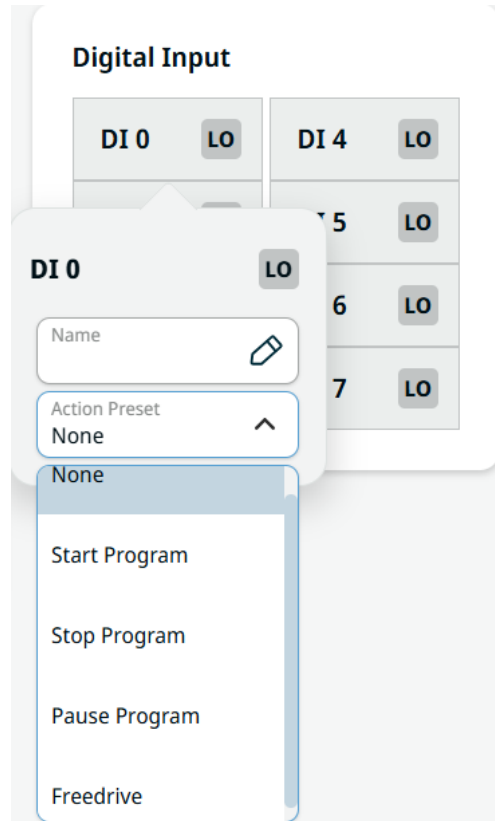 Digital Input
DI 0 LO DI 4 LO
5 LO
6 LO
7 LO
DI 0 LO
Name
Action Preset
None
None
Start Program
Stop Program
Pause Program
Freedrive